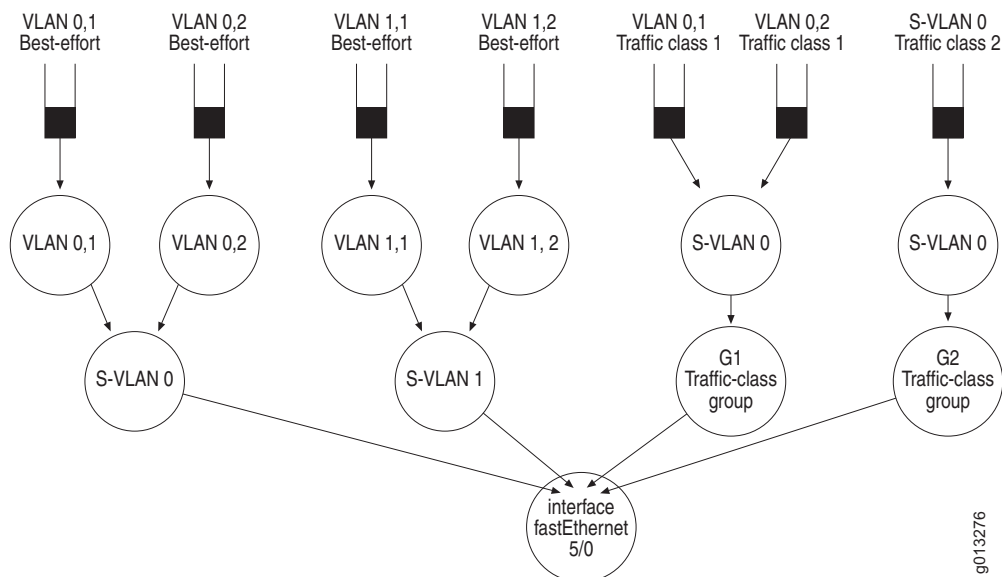 VLAN 0,1
Best-effort
VLAN 0,2
Best-effort
VLAN 1,1
Best-effort
VLAN 1,2
Best-effort
VLAN 0,1
Traffic class 1
VLAN 0,2
Traffic class 1
S-VLAN 0
Traffic class 2
VLAN 0,1
VLAN 0,2
VLAN 1,1
VLAN 1, 2
S-VLAN 0
S-VLAN 0
S-VLAN 0
S-VLAN 1
G1
Traffic-class
group
G2
Traffic-class
group
interface
fastEthernet
5/0
g013276